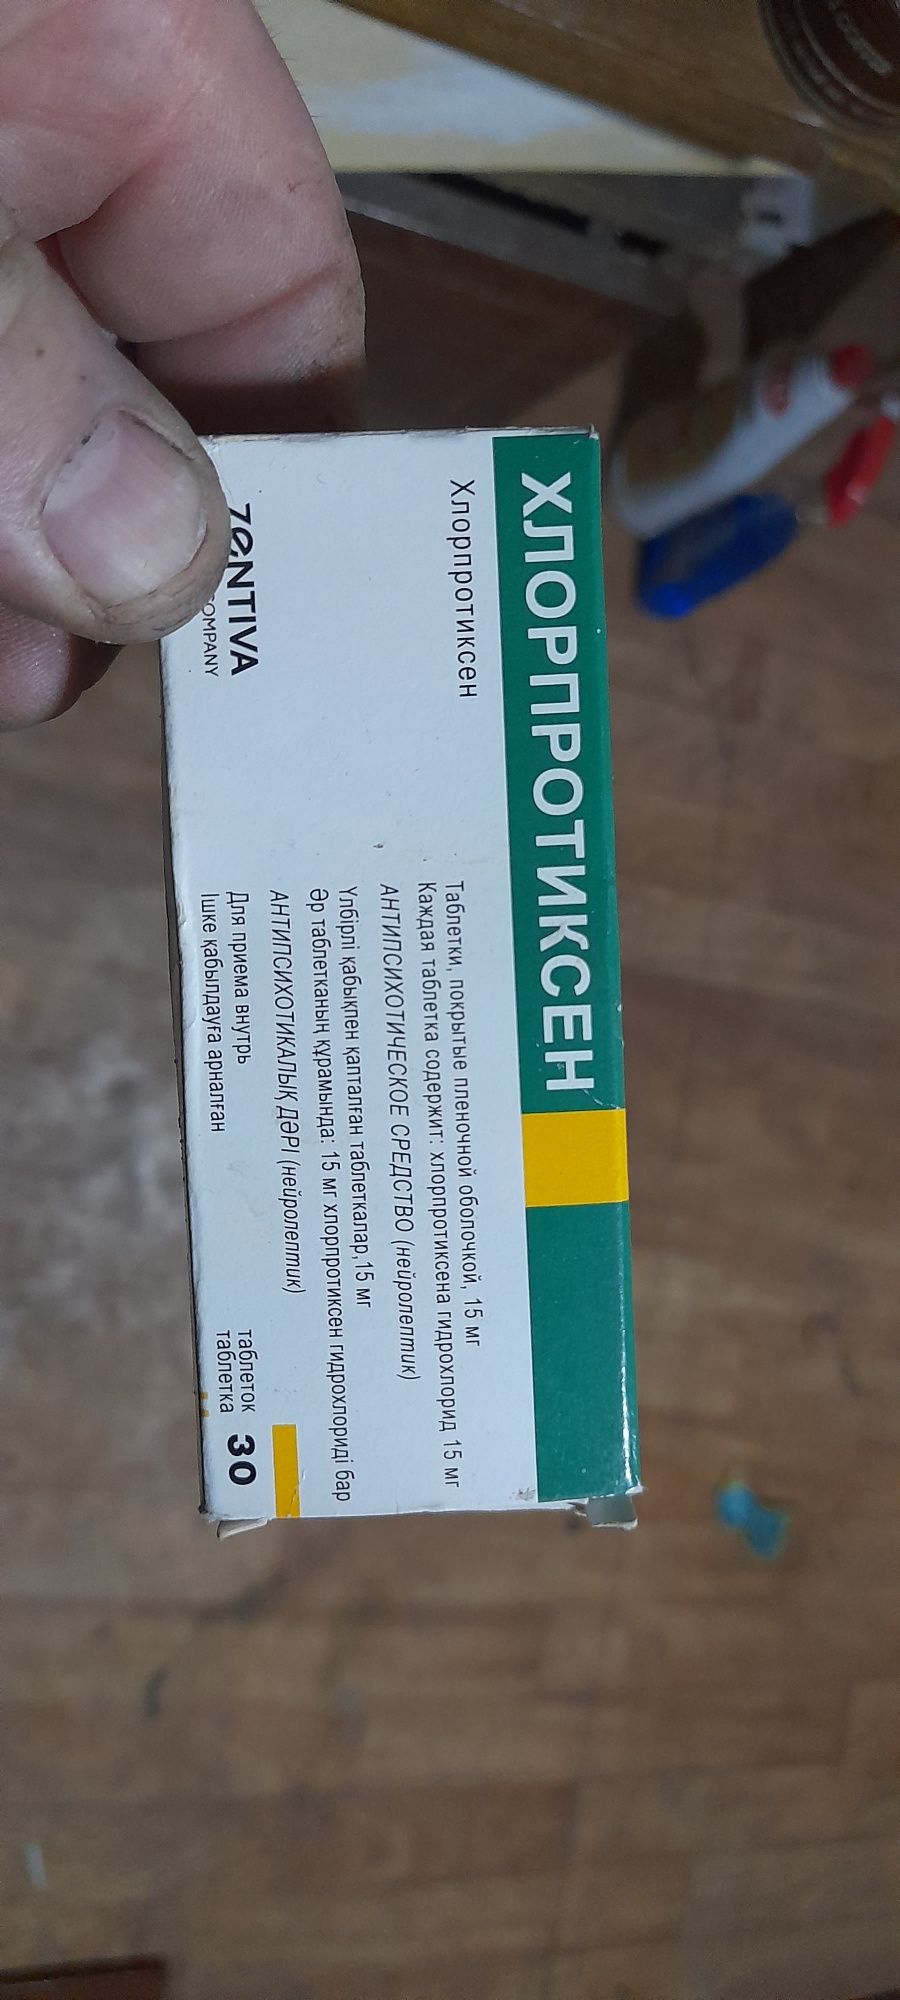 ХЛОРПРОТИКСЕН
Хлорпротиксен
Таблетки, покрытые пленочной оболочкой, 15 мг
Каждая таблетка содержит: хлорпротиксена гидрохлорид 15 мг
АНТИПСИХОТИЧЕСКОЕ СРЕДСТВО (нейролептик)
Үлбірлі қабықпен қапталған таблеткалар,15 мг
Әр таблетканың құрамында: 15 мг хлорпротиксен гидрохлориді бар
АНТИПСИХОТИКАЛЫҚ ДӘРІ (нейролептик)
Для приема внутрь
Ішке қабылдауға арналған
таблеток
таблетка
30
ZENTIVA
COMPANY